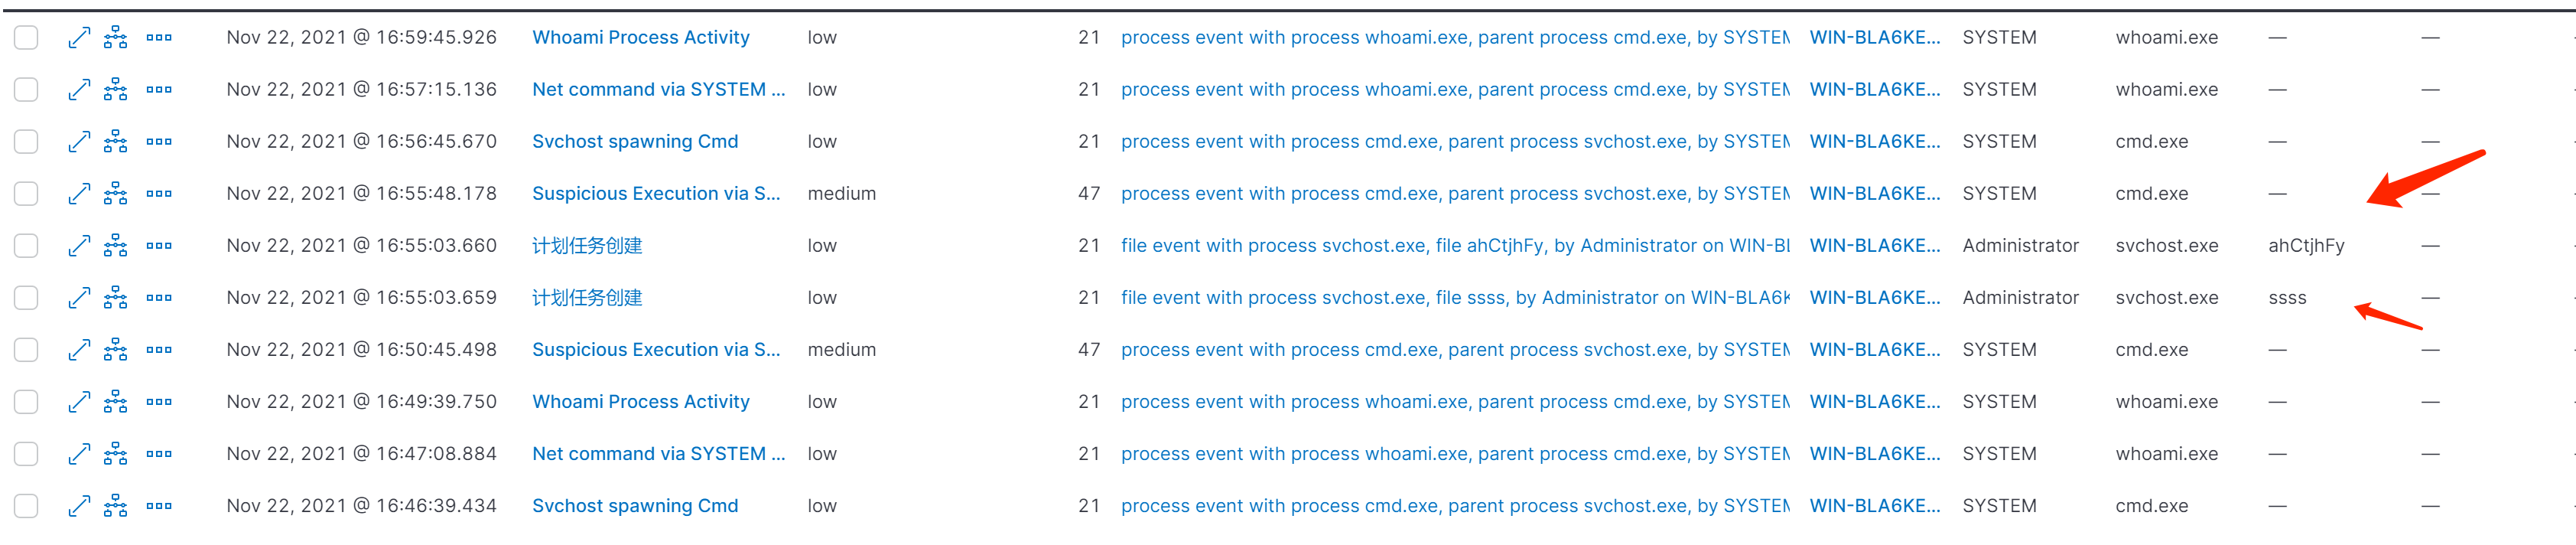 Nov 22, 2021 @ 16:59:45.926 Whoami Process Activity low 21 process event with process whoami.exe, parent process cmd.exe, by SYSTEM WIN-BLA6KE... SYSTEM whoami.exe — —
Nov 22, 2021 @ 16:57:15.136 Net command via SYSTEM ... low 21 process event with process whoami.exe, parent process cmd.exe, by SYSTEM WIN-BLA6KE... SYSTEM whoami.exe — —
Nov 22, 2021 @ 16:56:45.670 Svchost spawning Cmd low 21 process event with process cmd.exe, parent process svchost.exe, by SYSTEM WIN-BLA6KE... SYSTEM cmd.exe — —
Nov 22, 2021 @ 16:55:48.178 Suspicious Execution via S... medium 47 process event with process cmd.exe, parent process svchost.exe, by SYSTEM WIN-BLA6KE... SYSTEM cmd.exe — —
Nov 22, 2021 @ 16:55:03.660 计划任务创建 low 21 file event with process svchost.exe, file ahCtjhFy, by Administrator on WIN-BL WIN-BLA6KE... Administrator svchost.exe ahCtjhFy —
Nov 22, 2021 @ 16:55:03.659 计划任务创建 low 21 file event with process svchost.exe, file ssss, by Administrator on WIN-BLA6K WIN-BLA6KE... Administrator svchost.exe ssss —
Nov 22, 2021 @ 16:50:45.498 Suspicious Execution via S... medium 47 process event with process cmd.exe, parent process svchost.exe, by SYSTEM WIN-BLA6KE... SYSTEM cmd.exe — —
Nov 22, 2021 @ 16:49:39.750 Whoami Process Activity low 21 process event with process whoami.exe, parent process cmd.exe, by SYSTEM WIN-BLA6KE... SYSTEM whoami.exe — —
Nov 22, 2021 @ 16:47:08.884 Net command via SYSTEM ... low 21 process event with process whoami.exe, parent process cmd.exe, by SYSTEM WIN-BLA6KE... SYSTEM whoami.exe — —
Nov 22, 2021 @ 16:46:39.434 Svchost spawning Cmd low 21 process event with process cmd.exe, parent process svchost.exe, by SYSTEM WIN-BLA6KE... SYSTEM cmd.exe — —